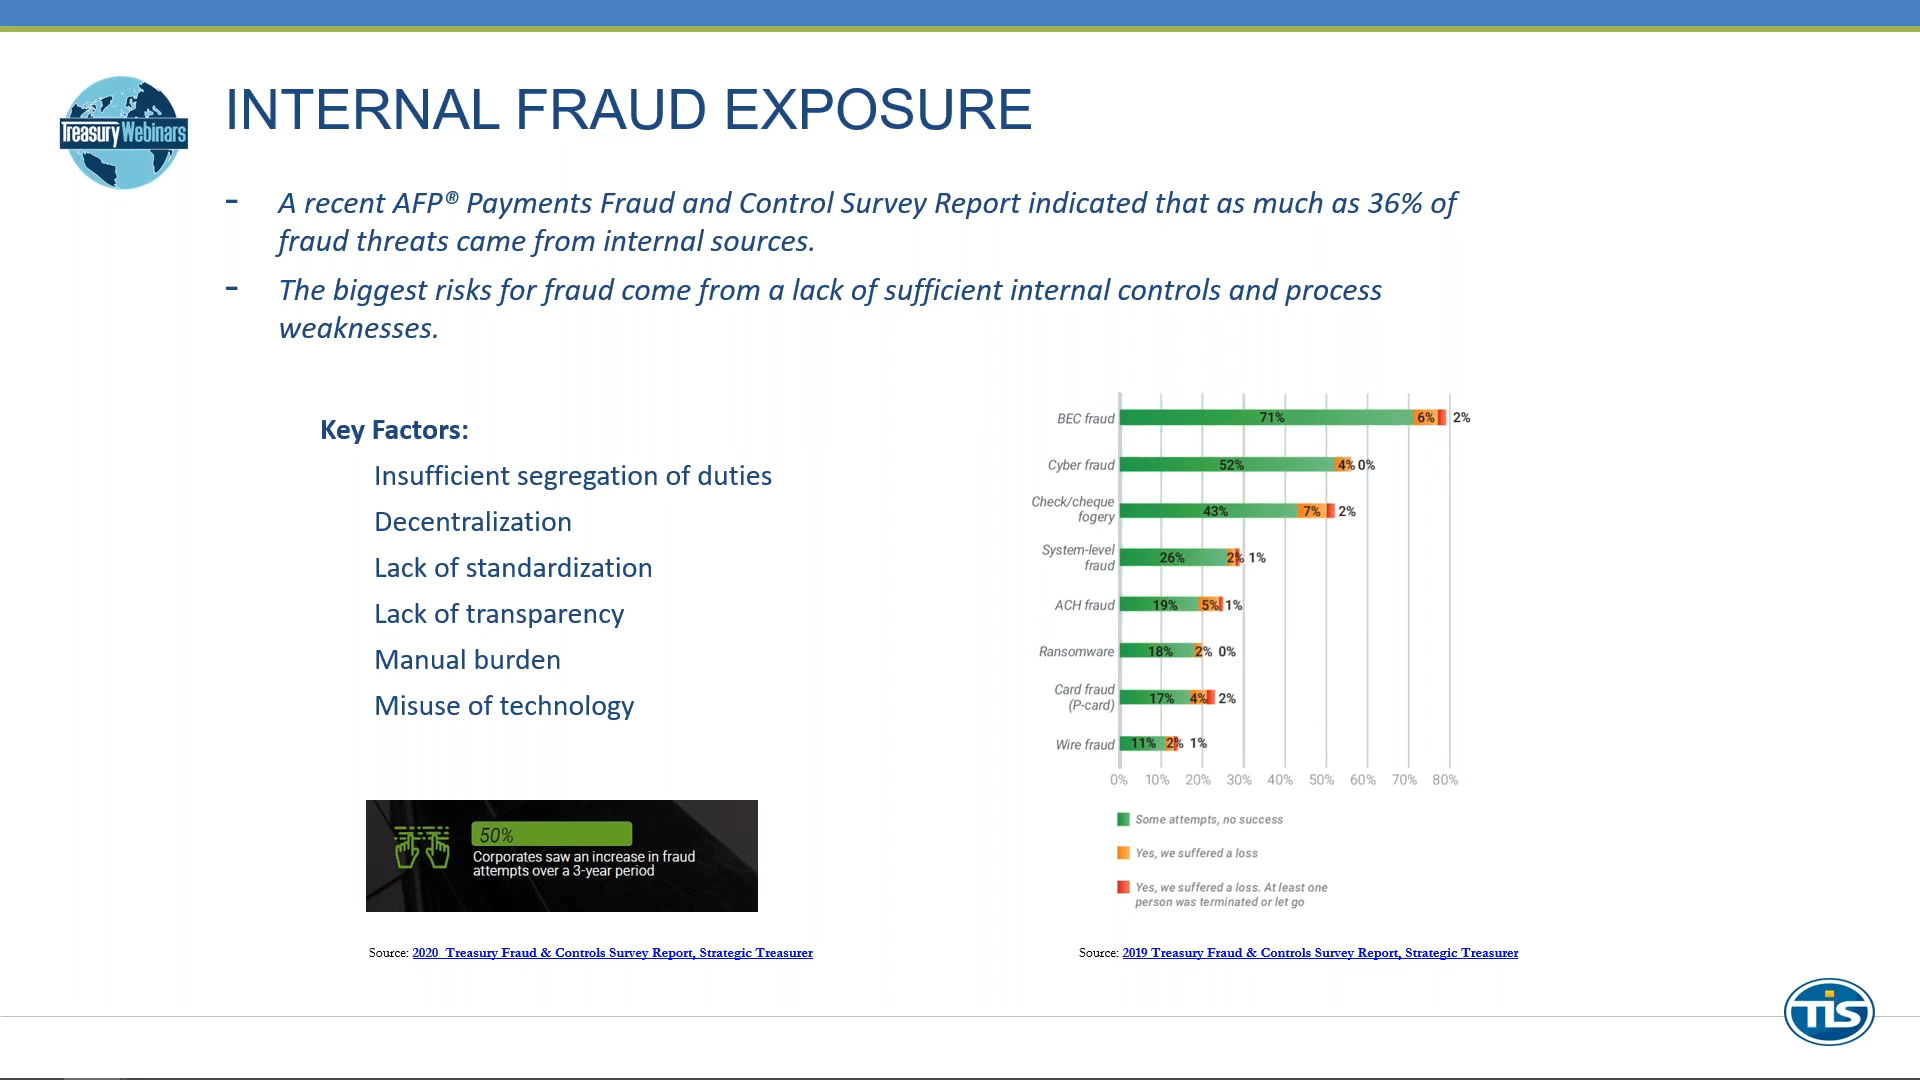 Treasury Webinars
INTERNAL FRAUD EXPOSURE
- A recent AFP® Payments Fraud and Control Survey Report indicated that as much as 36% of
fraud threats came from internal sources.
- The biggest risks for fraud come from a lack of sufficient internal controls and process
weaknesses.
Key Factors:
Insufficient segregation of duties
Decentralization
Lack of standardization
Lack of transparency
Manual burden
Misuse of technology
50%
Corporates saw an increase in fraud
attempts over a 3-year period
Source: 2020 Treasury Fraud & Controls Survey Report, Strategic Treasurer
BEC fraud 71% 6% 2%
Cyber fraud 52% 4% 0%
Check/cheque
fogery 43% 7% 2%
System-level
fraud 26% 2% 1%
ACH fraud 19% 5% 1%
Ransomware 18% 2% 0%
Card fraud
(P-card) 17% 4% 2%
Wire fraud 11% 2% 1%
0% 10% 20% 30% 40% 50% 60% 70% 80%
Some attempts, no success
Yes, we suffered a loss
Yes, we suffered a loss. At least one
person was terminated or let go
Source: 2019 Treasury Fraud & Controls Survey Report, Strategic Treasurer
TIS